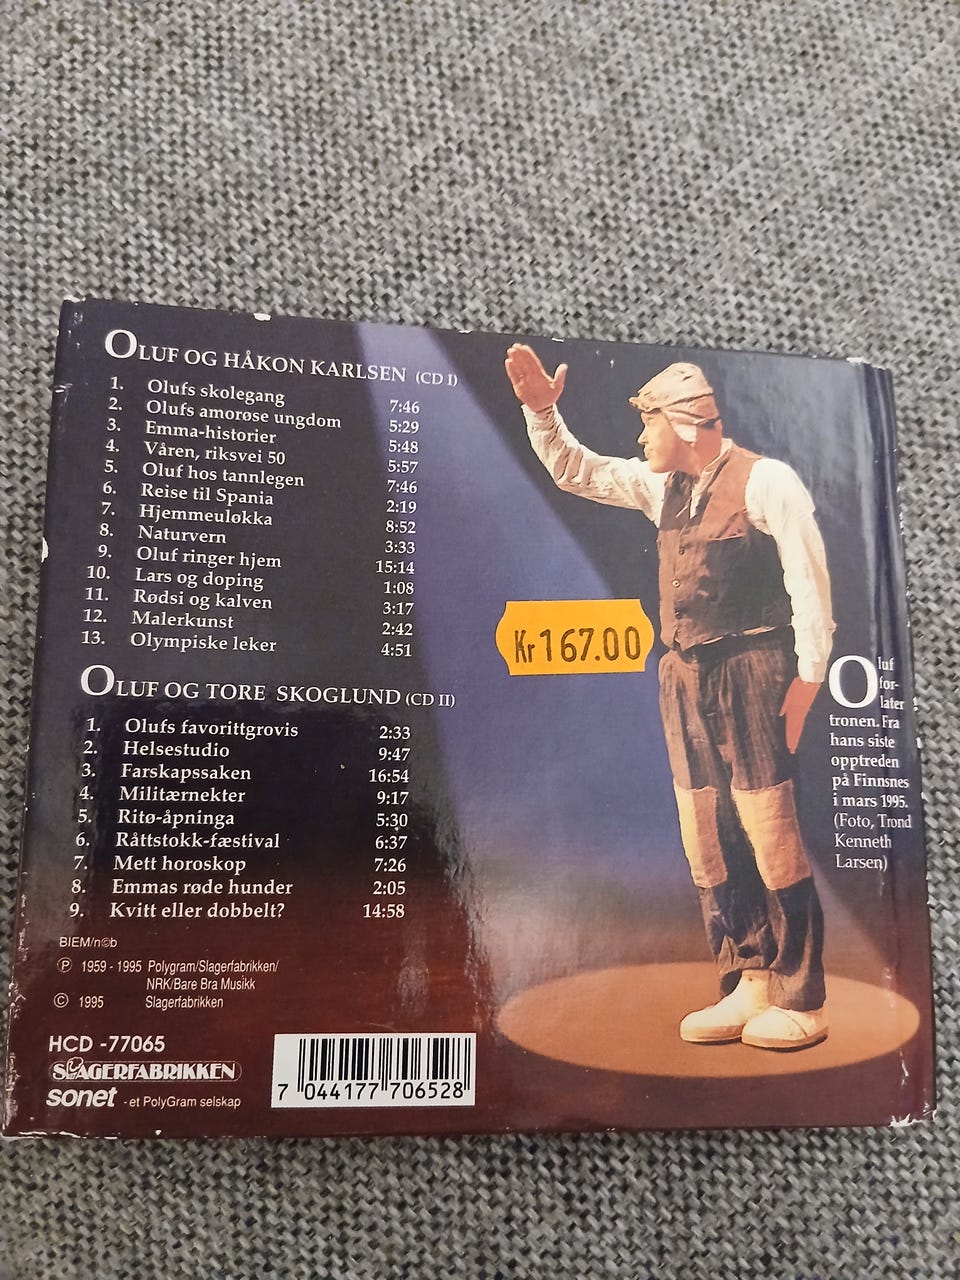 OLUF OG HÅKON KARLSEN (CD I)
1. Olufs skolegang 7:46
2. Olufs amorøse ungdom 5:29
3. Emma-historier 5:48
4. Våren, riksvei 50 5:57
5. Oluf hos tannlegen 7:46
6. Reise til Spania 2:19
7. Hjemmeuløkka 8:52
8. Naturvern 3:33
9. Oluf ringer hjem 15:14
10. Lars og doping 1:08
11. Rødsi og kalven 3:17
12. Malerkunst 2:42
13. Olympiske leker 4:51
OLUF OG TORE SKOGLUND (CD II)
1. Olufs favorittgrovis 2:33
2. Helsestudio 9:47
3. Farskapssaken 16:54
4. Militærnekter 9:17
5. Ritø-åpninga 5:30
6. Råttstokk-fæstival 6:37
7. Mett horoskop 7:26
8. Emmas røde hunder 2:05
9. Kvitt eller dobbelt? 14:58
BIEM/n©b
Ⓟ 1959 - 1995 Polygram/Slagerfabrikken/
NRK/Bare Bra Musikk
© 1995 Slagerfabrikken
HCD -77065
SLAGERFABRIKKEN
sonet - et PolyGram selskap
7 044177 706528
Kr 167.00
Oluf
for-
later
tronen. Fra
hans siste
opptreden
på Finnsnes
i mars 1995.
(Foto, Trond
Kenneth
Larsen)